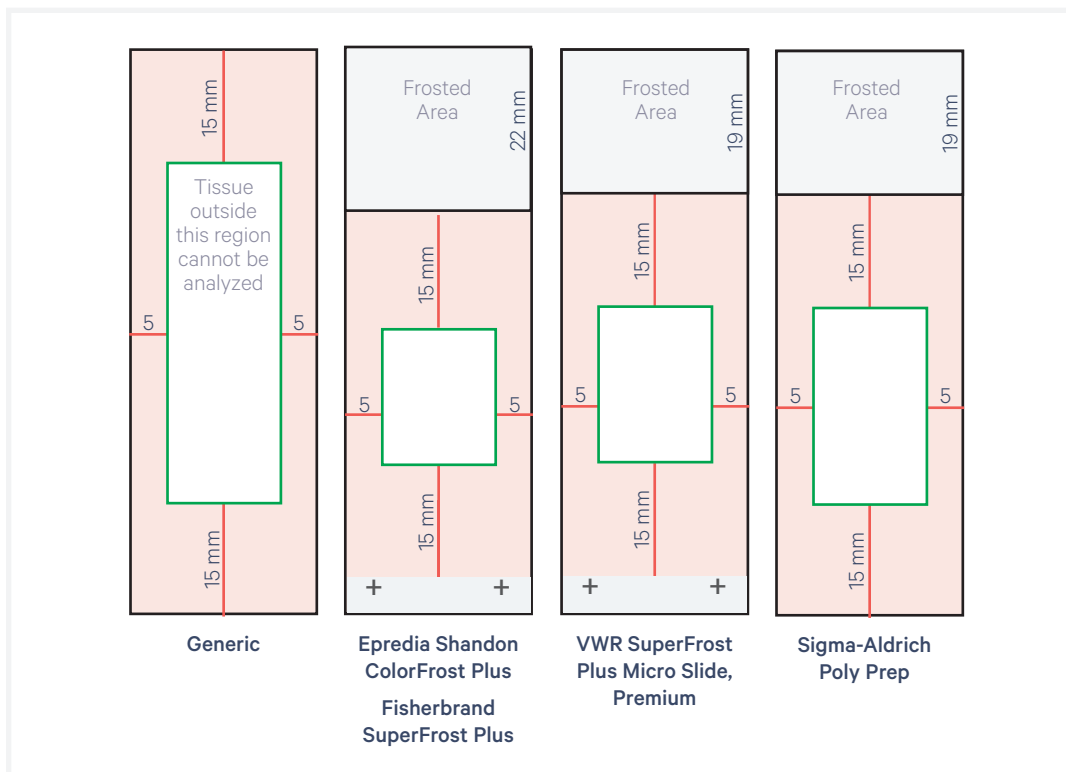 15 mm
Tissue
outside
this region
cannot be
analyzed
5
5
15 mm
Generic
Frosted
Area
22 mm
15 mm
5
5
15 mm
+
+
Epredia Shandon
ColorFrost Plus
Fisherbrand
SuperFrost Plus
Frosted
Area
19 mm
15 mm
5
5
15 mm
+
+
VWR SuperFrost
Plus Micro Slide,
Premium
Frosted
Area
19 mm
15 mm
5
5
15 mm
Sigma-Aldrich
Poly Prep